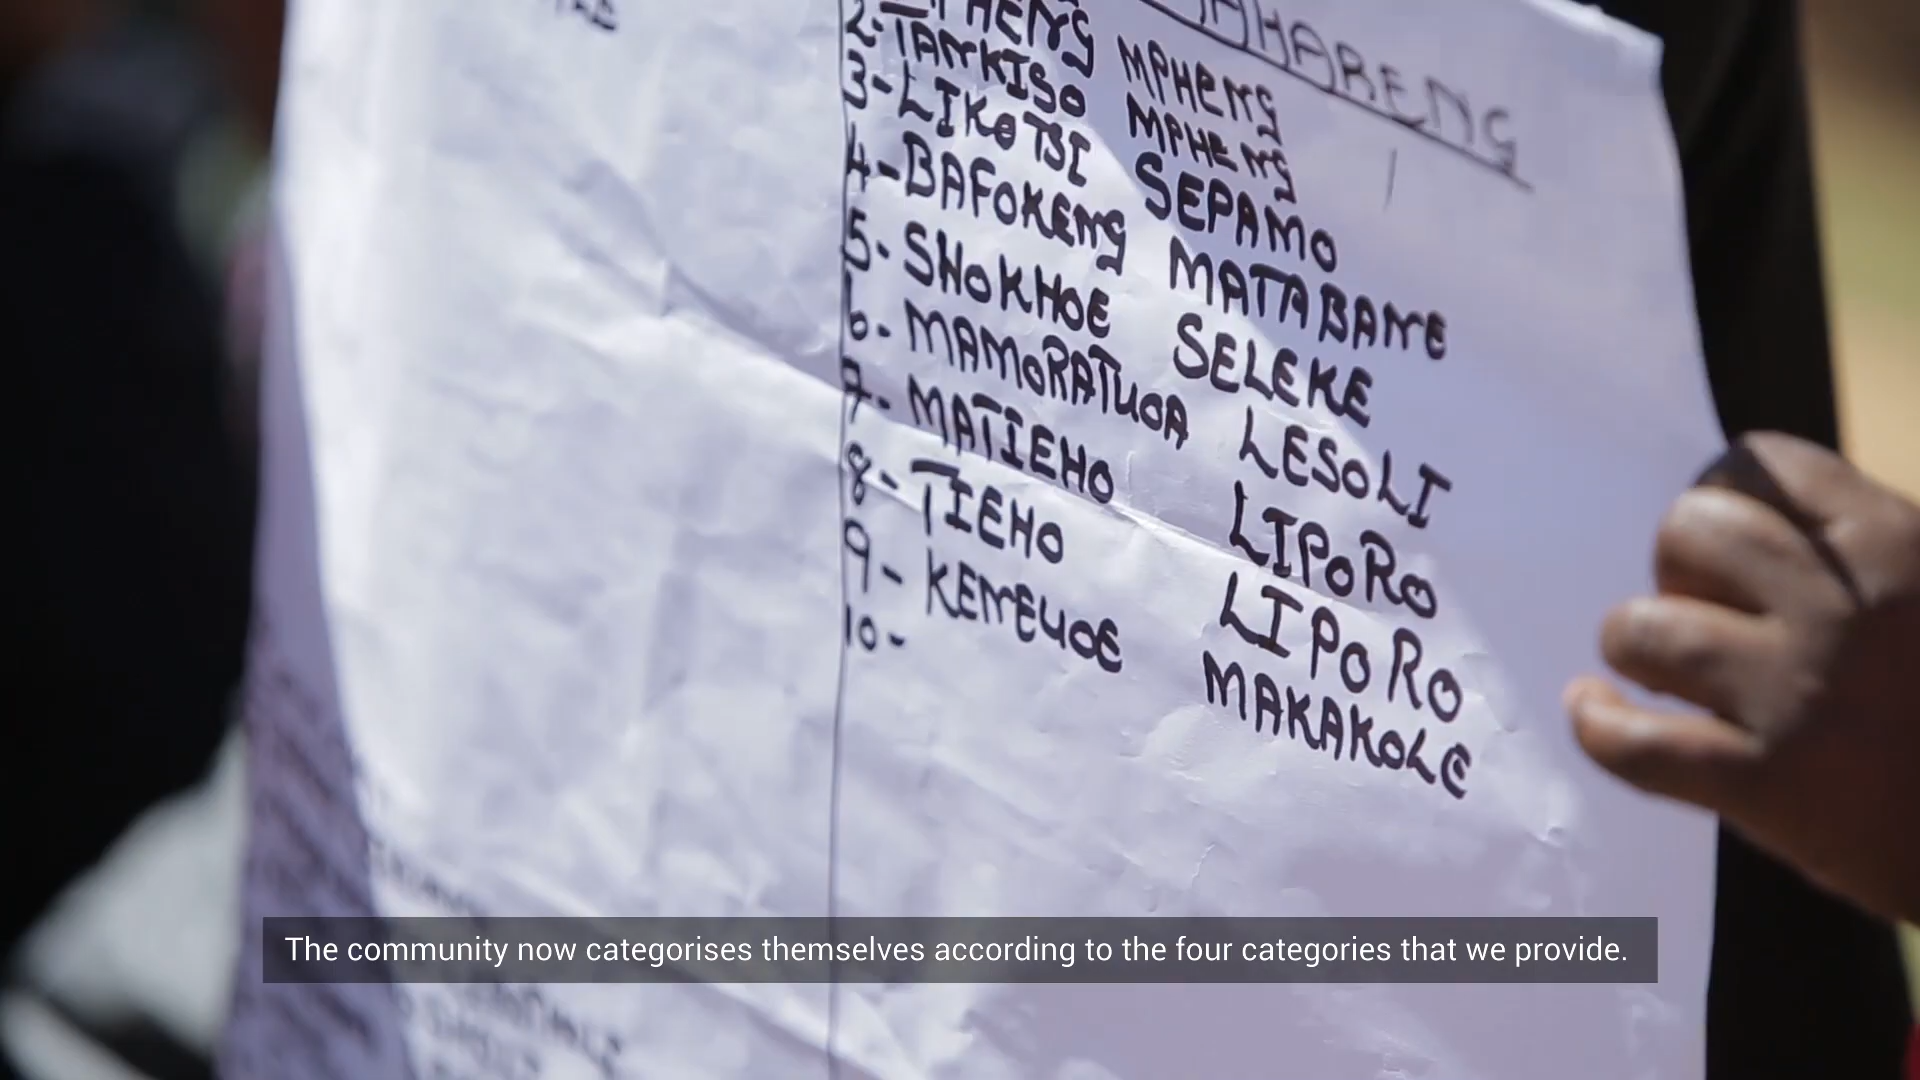 2-TANKISO MPHENG
3-LIKOTSI SEPAMO
4-BAFOKENG MATABANE
5-SHOKHOE SELEKE
6-MAMORATUOA LESOLI
7-MATIEHO LIPORO
8-TIEHO LIPORO
9-KENEUOE MAKAKOLE
10-
The community now categorises themselves according to the four categories that we provide.